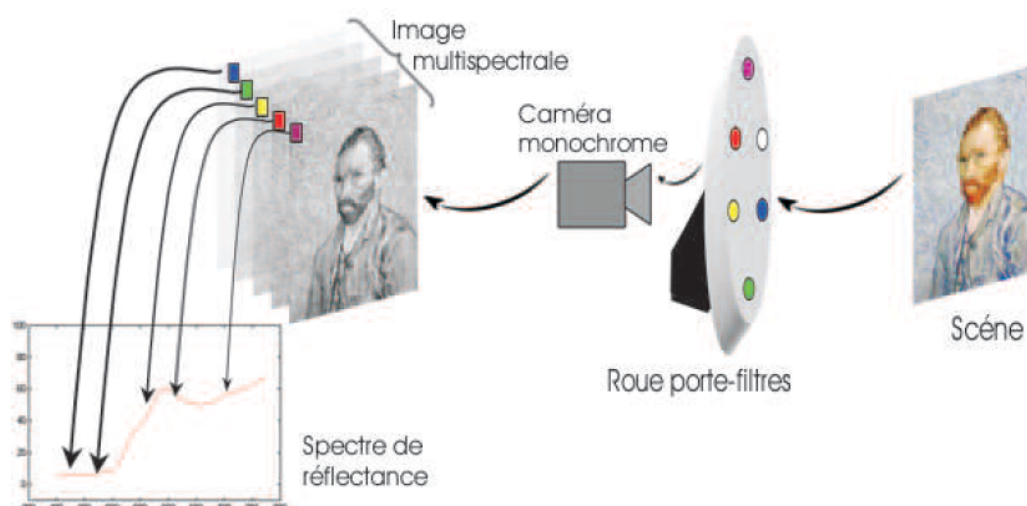 Image
multispectrale
Caméra
monochrome
Scéne
Roue porte-filtres
Spectre de
réflectance
100
80
60
40
20
0